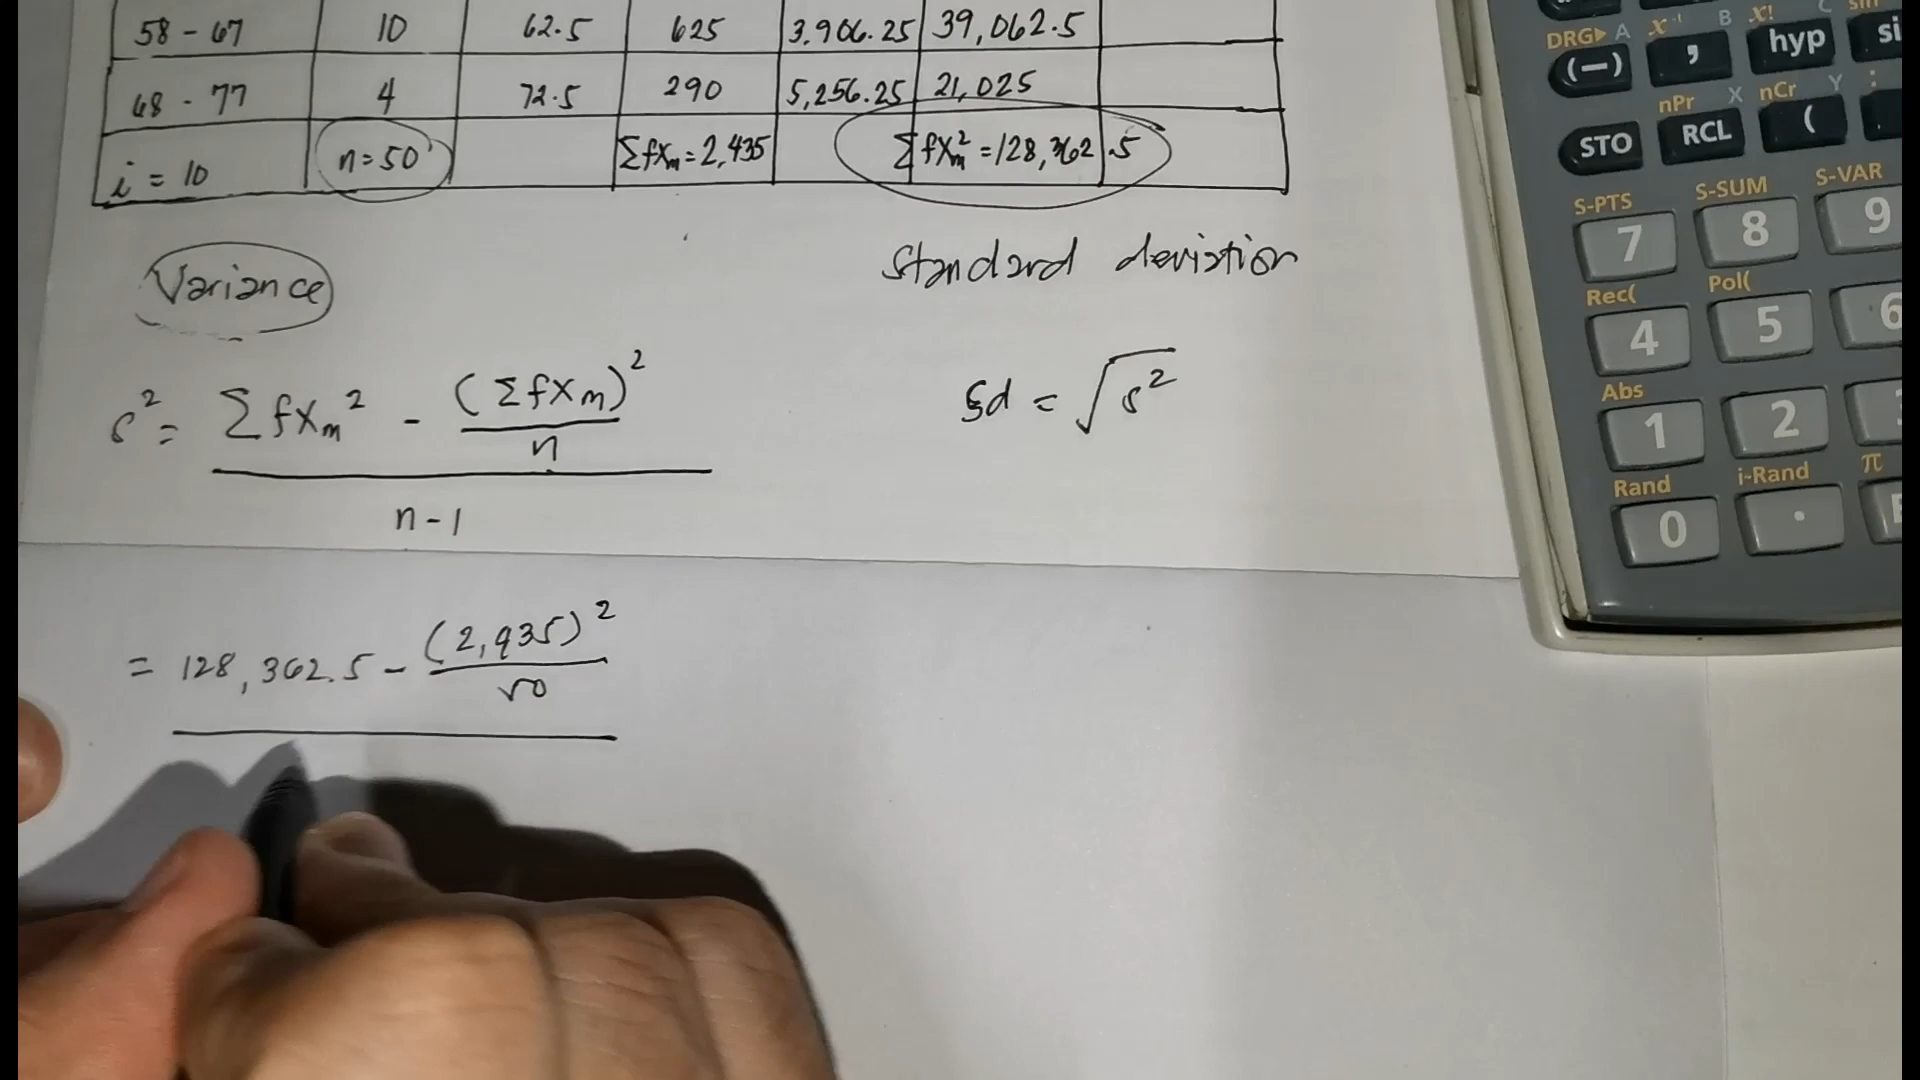 58 - 67 10 62.5 625 3,906.25 39,062.5
68 - 77 4 72.5 290 5,256.25 21,025
i = 10 n = 50 ΣfXm = 2,435 ΣfXm² = 128,362.5
Variance Standard deviation
s² = ΣfXm² - (ΣfXm)²
n
n - 1
Sd = √s²
= 128,362.5 - (2,435)²
50
DRG▶ A x⁻¹ B x! C
(−) , hyp si
nPr X nCr Y :
STO RCL (
S-PTS S-SUM S-VAR
7 8 9
Rec( Pol(
4 5 6
Abs
1 2
Rand i-Rand π
0 .